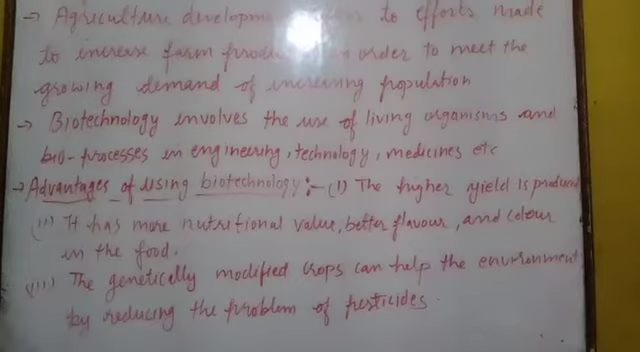 → Agriculture to efforts made
to increase farm order to meet the
growing demand of increasing population
→ Biotechnology involves the use of living organisms and
bio-processes in engineering, technology, medicines etc
→ Advantages of using biotechnology:- (i) The higher yield is produced
(ii) It has more nutritional value, better flavour, and colour
in the food.
(iii) The genetically modified crops can help the environment
by reducing the problem of pesticides.